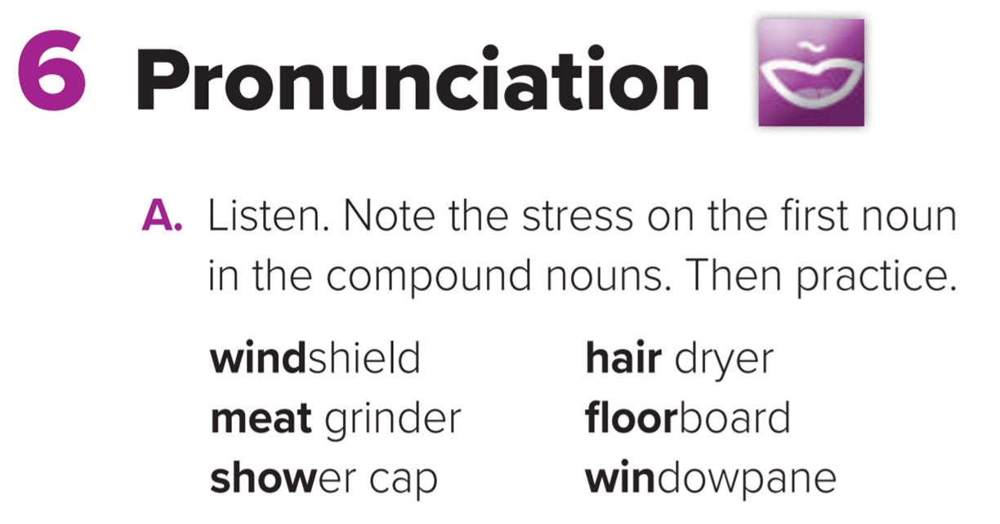 6 Pronunciation
A. Listen. Note the stress on the first noun
in the compound nouns. Then practice.
windshield hair dryer
meat grinder floorboard
shower cap windowpane